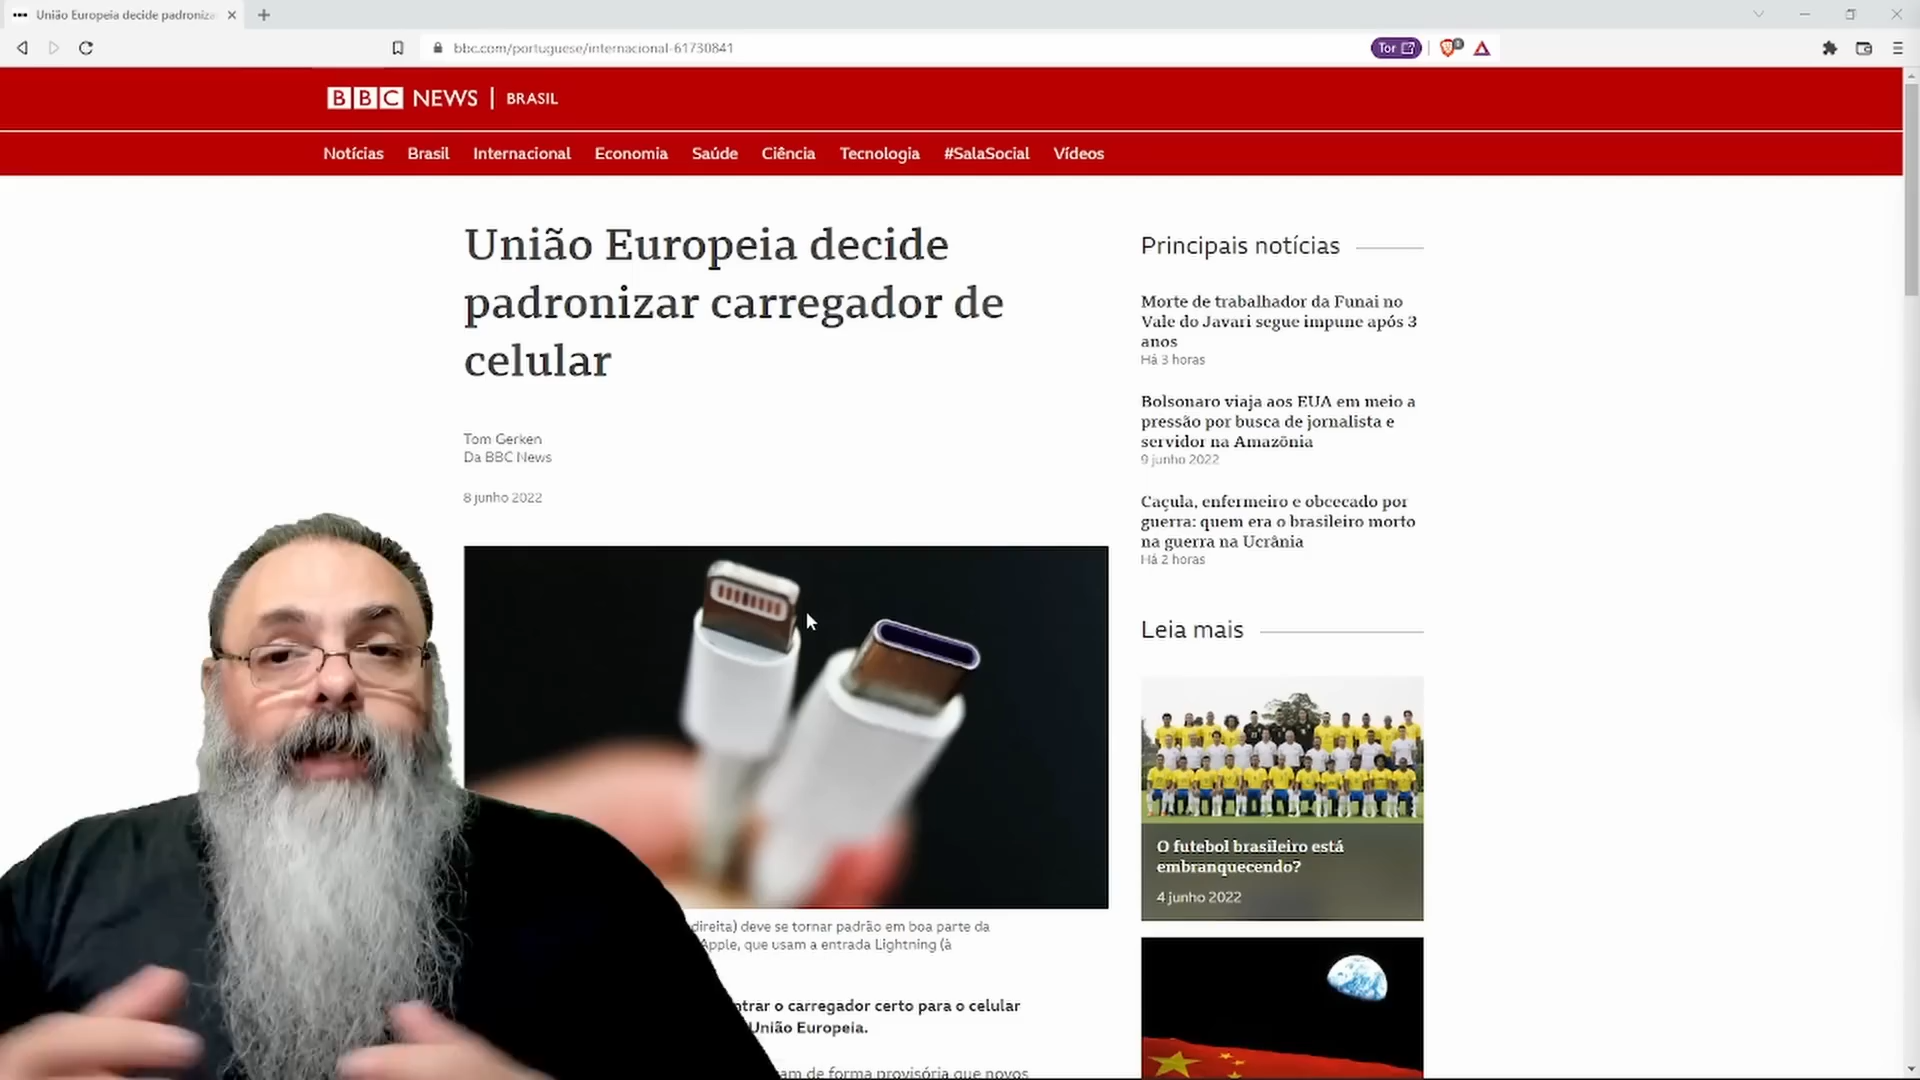 União Europeia decide padroniza
bbc.com/portuguese/internacional-61730841
Tor
BBC NEWS | BRASIL
Notícias Brasil Internacional Economia Saúde Ciência Tecnologia #SalaSocial Vídeos
União Europeia decide
padronizar carregador de
celular
Tom Gerken
Da BBC News
8 junho 2022
direita) deve se tornar padrão em boa parte da
Apple, que usam a entrada Lightning (à
ntrar o carregador certo para o celular
União Europeia.
am de forma provisória que novos
Principais notícias
Morte de trabalhador da Funai no
Vale do Javari segue impune após 3
anos
Há 3 horas
Bolsonaro viaja aos EUA em meio a
pressão por busca de jornalista e
servidor na Amazônia
9 junho 2022
Caçula, enfermeiro e obcecado por
guerra: quem era o brasileiro morto
na guerra na Ucrânia
Há 2 horas
Leia mais
O futebol brasileiro está
embranquecendo?
4 junho 2022